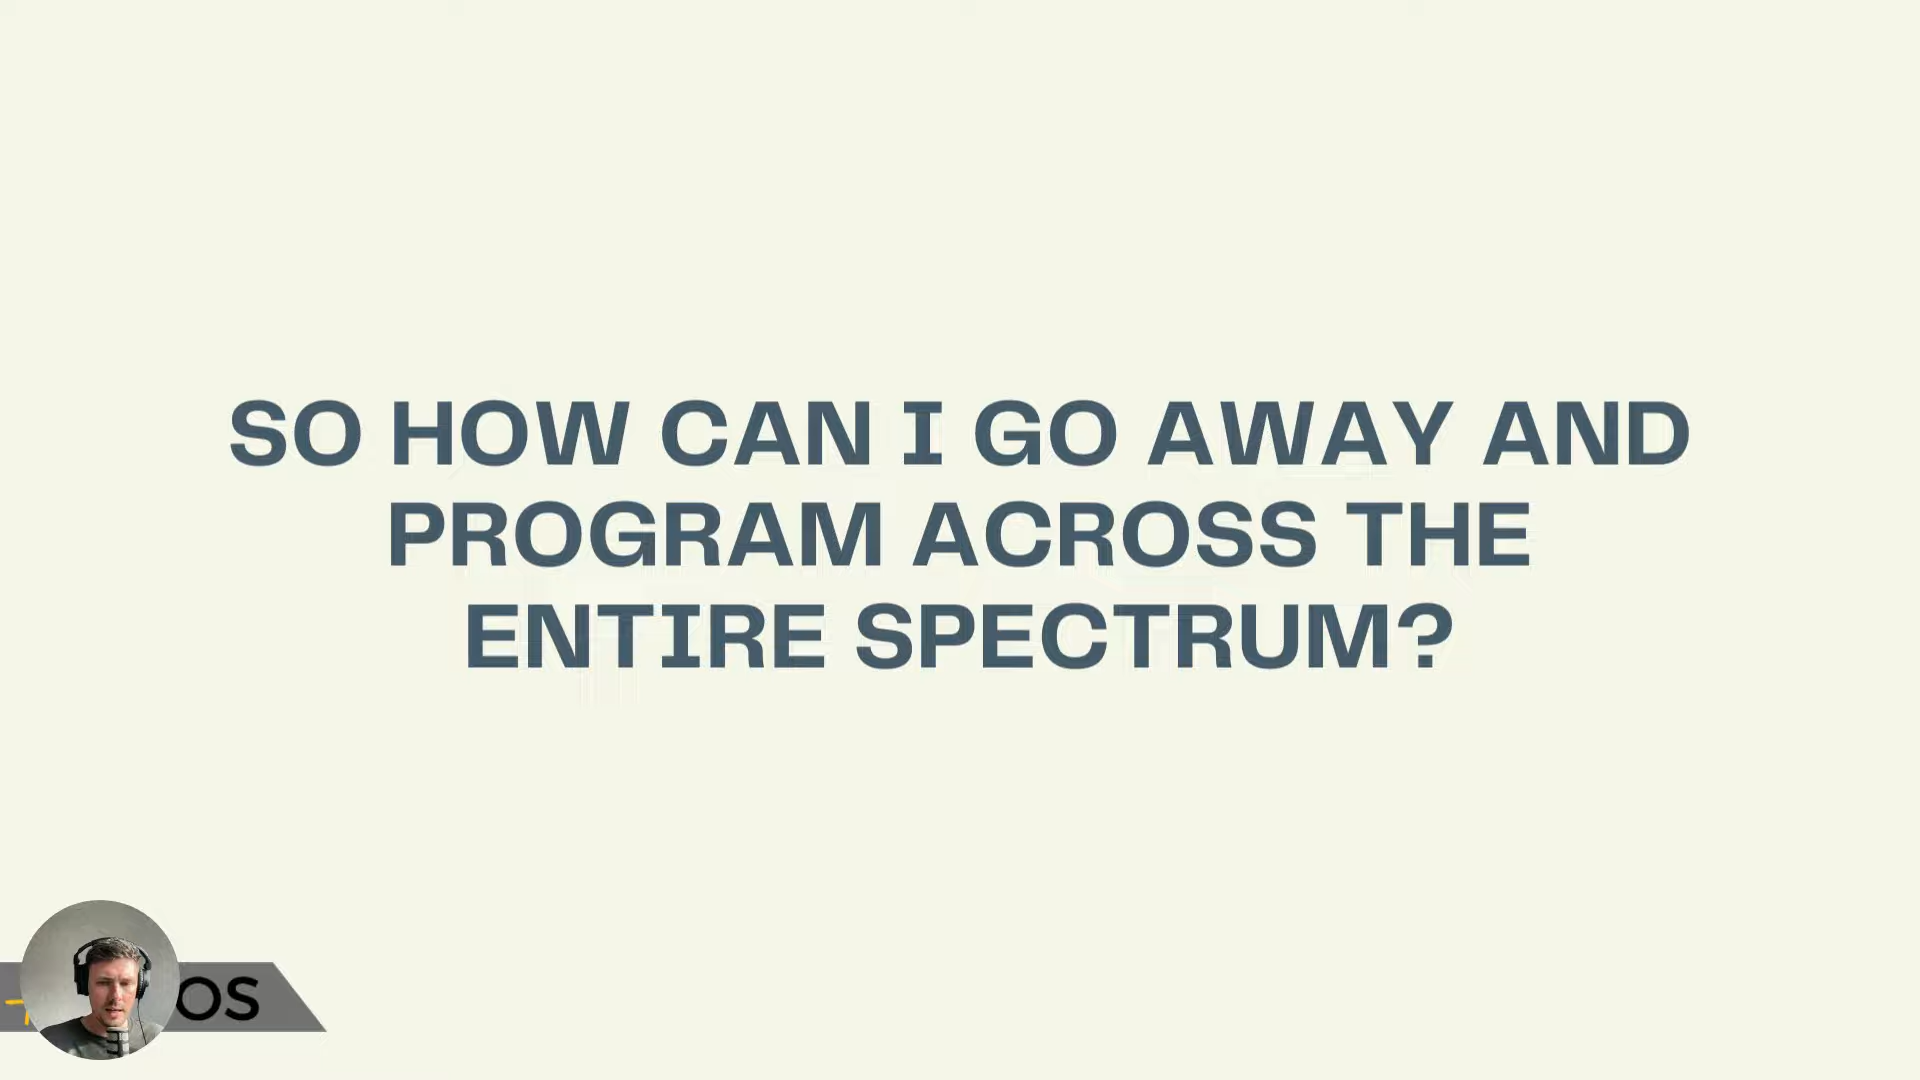 SO HOW CAN I GO AWAY AND
PROGRAM ACROSS THE
ENTIRE SPECTRUM?
OS